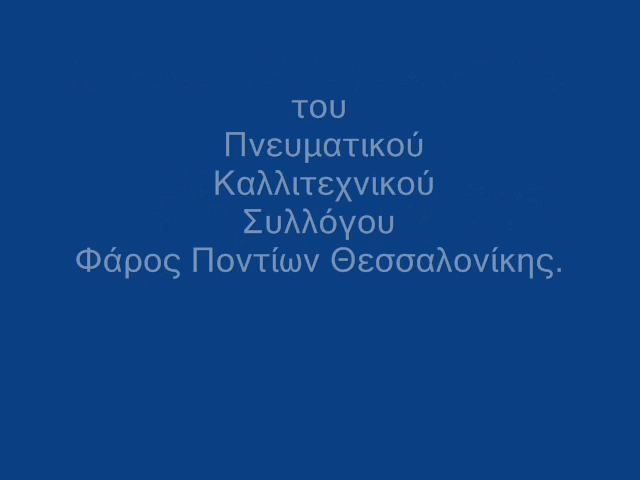 του
Πνευματικού
Καλλιτεχνικού
Συλλόγου
Φάρος Ποντίων Θεσσαλονίκης.